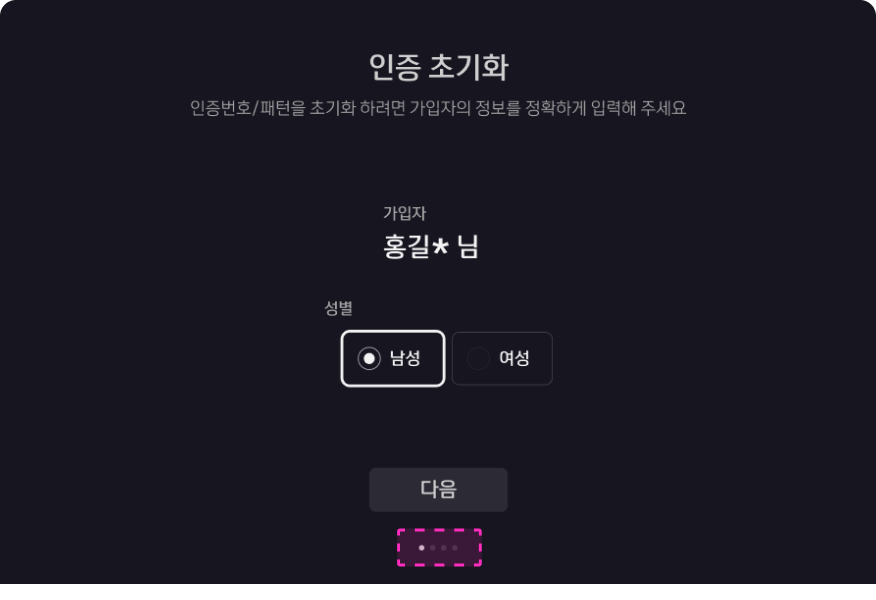 인증 초기화
인증번호/패턴을 초기화 하려면 가입자의 정보를 정확하게 입력해 주세요
가입자
홍길* 님
성별
남성 여성
다음